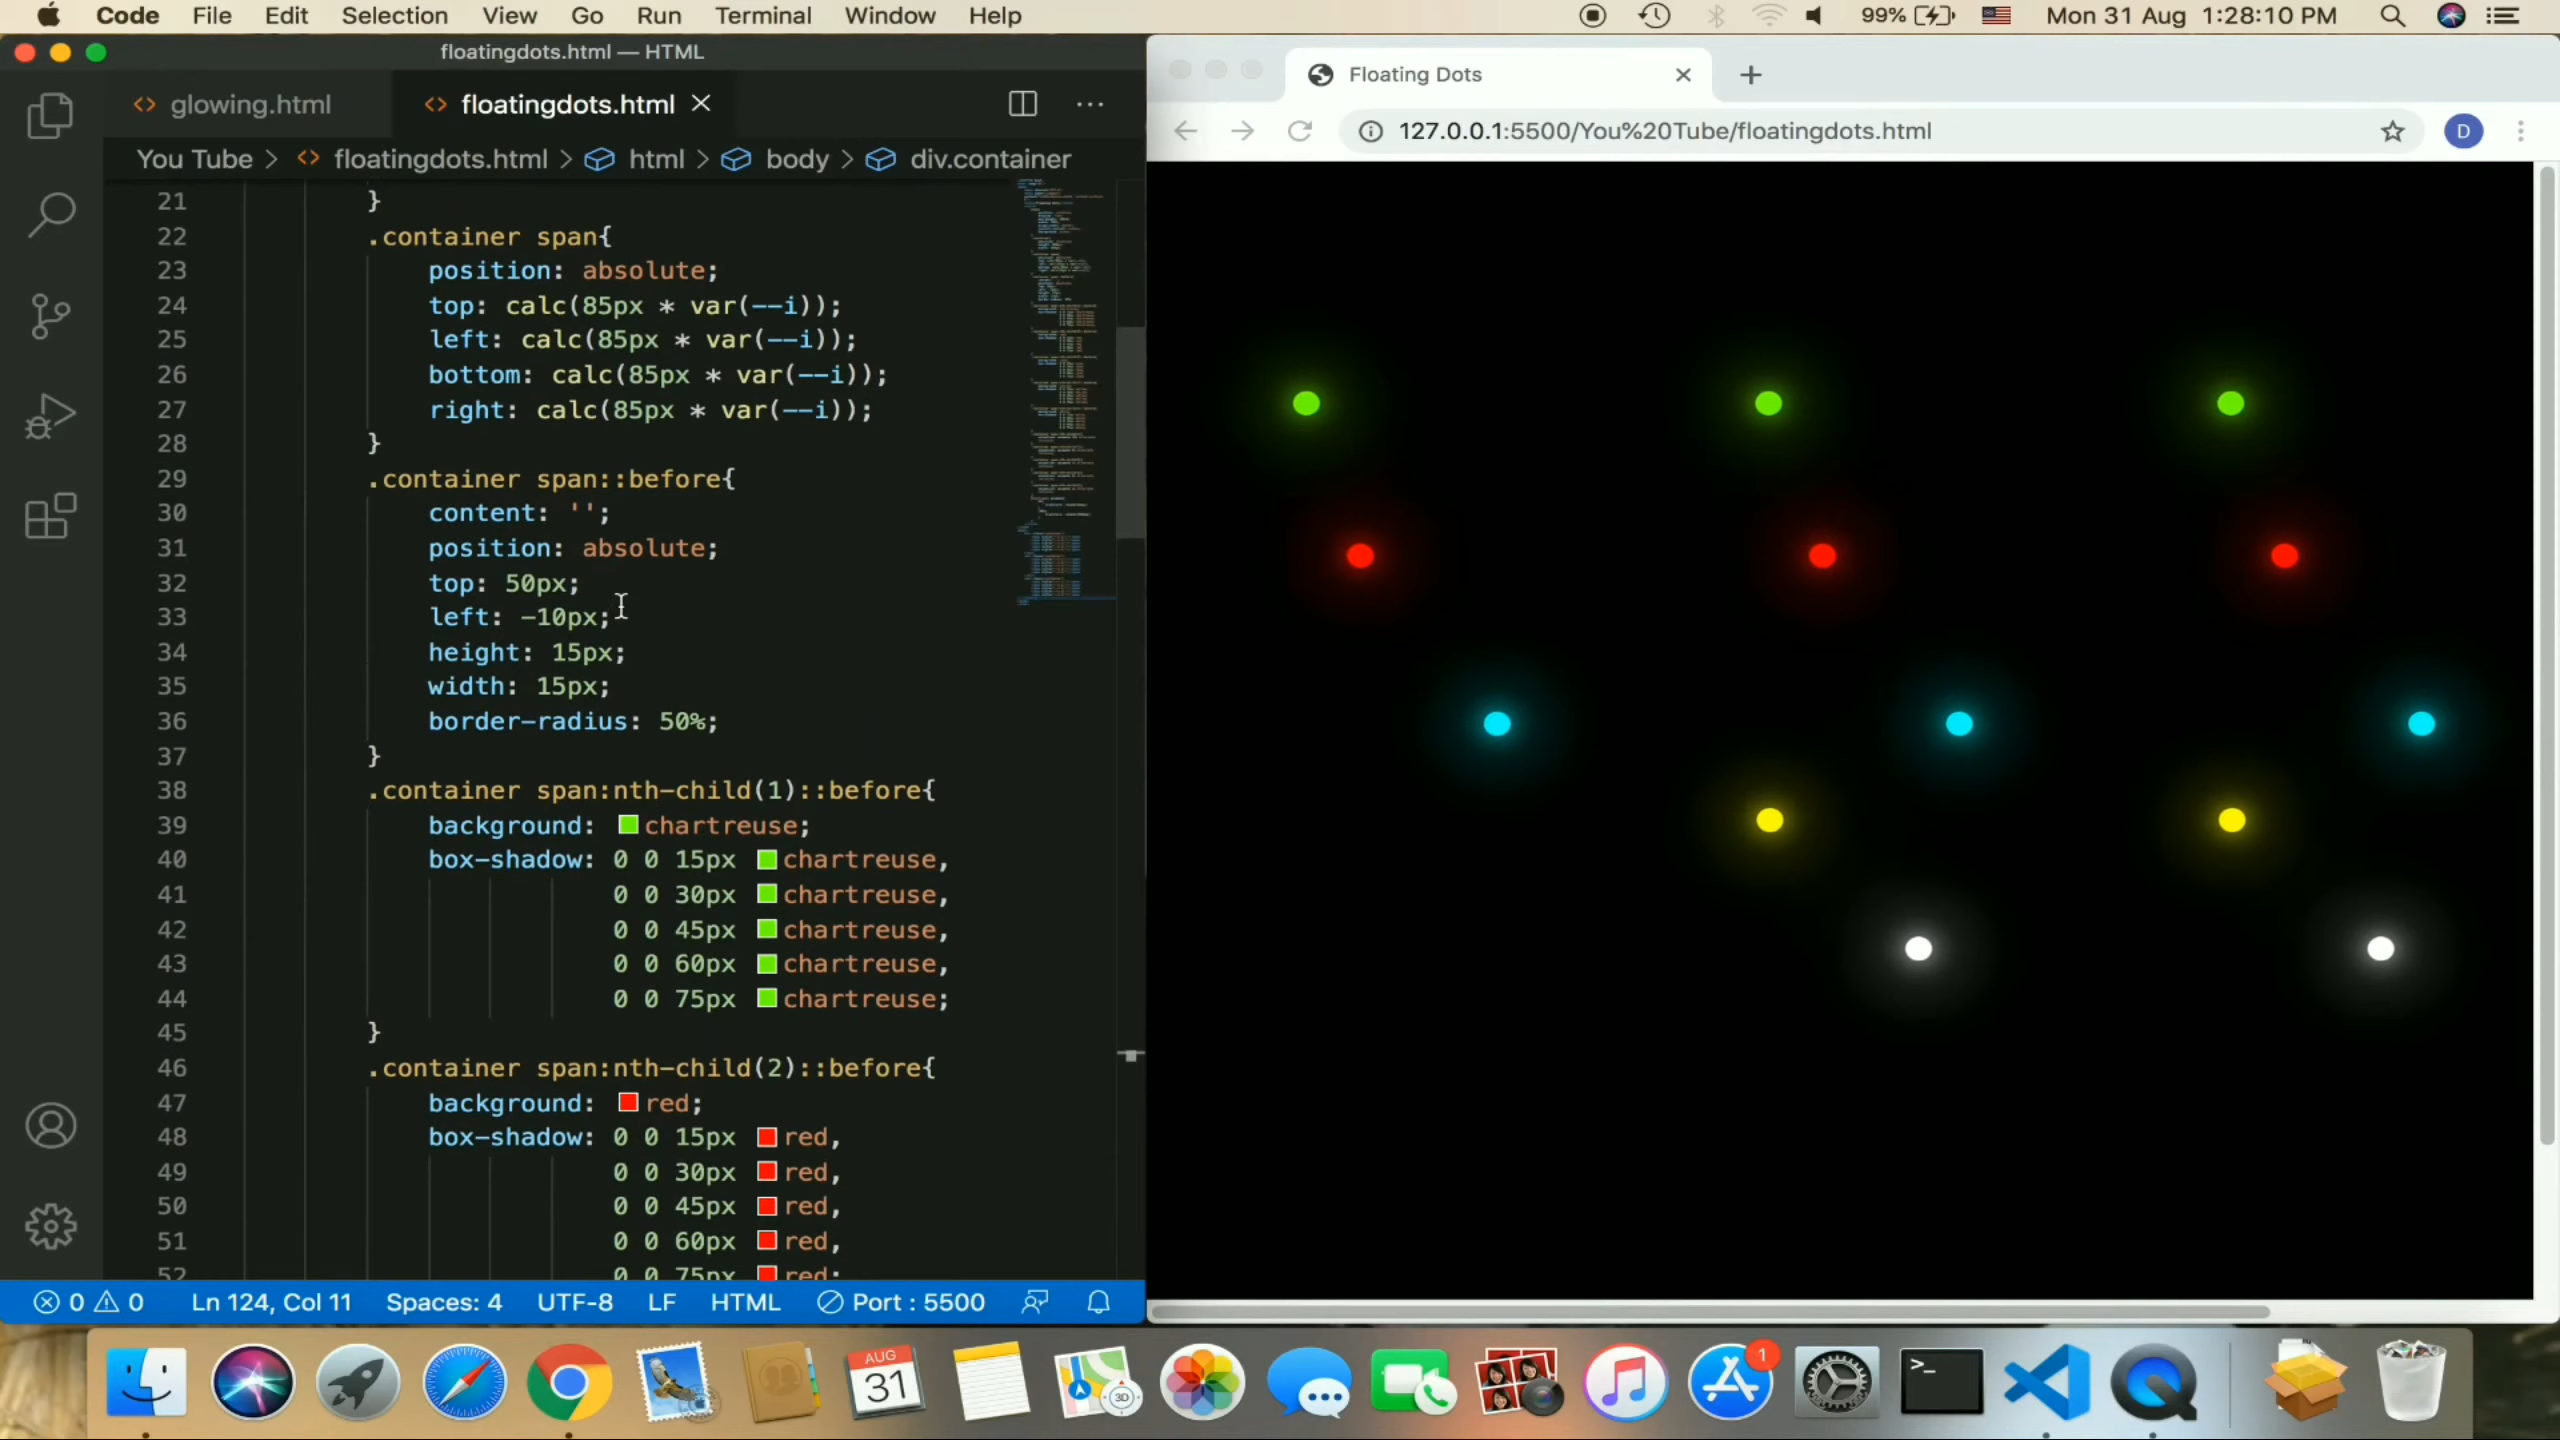 Code File Edit Selection View Go Run Terminal Window Help 99% Mon 31 Aug 1:28:10 PM
floatingdots.html — HTML
glowing.html floatingdots.html
Floating Dots
127.0.0.1:5500/You%20Tube/floatingdots.html D
You Tube > floatingdots.html > html > body > div.container
21 }
22 .container span{
23 position: absolute;
24 top: calc(85px * var(--i));
25 left: calc(85px * var(--i));
26 bottom: calc(85px * var(--i));
27 right: calc(85px * var(--i));
28 }
29 .container span::before{
30 content: '';
31 position: absolute;
32 top: 50px;
33 left: -10px;
34 height: 15px;
35 width: 15px;
36 border-radius: 50%;
37 }
38 .container span:nth-child(1)::before{
39 background: chartreuse;
40 box-shadow: 0 0 15px chartreuse,
41 0 0 30px chartreuse,
42 0 0 45px chartreuse,
43 0 0 60px chartreuse,
44 0 0 75px chartreuse;
45 }
46 .container span:nth-child(2)::before{
47 background: red;
48 box-shadow: 0 0 15px red,
49 0 0 30px red,
50 0 0 45px red,
51 0 0 60px red,
52 0 0 75px red;
0 0 Ln 124, Col 11 Spaces: 4 UTF-8 LF HTML Port : 5500
AUG
31
3D
1
>_